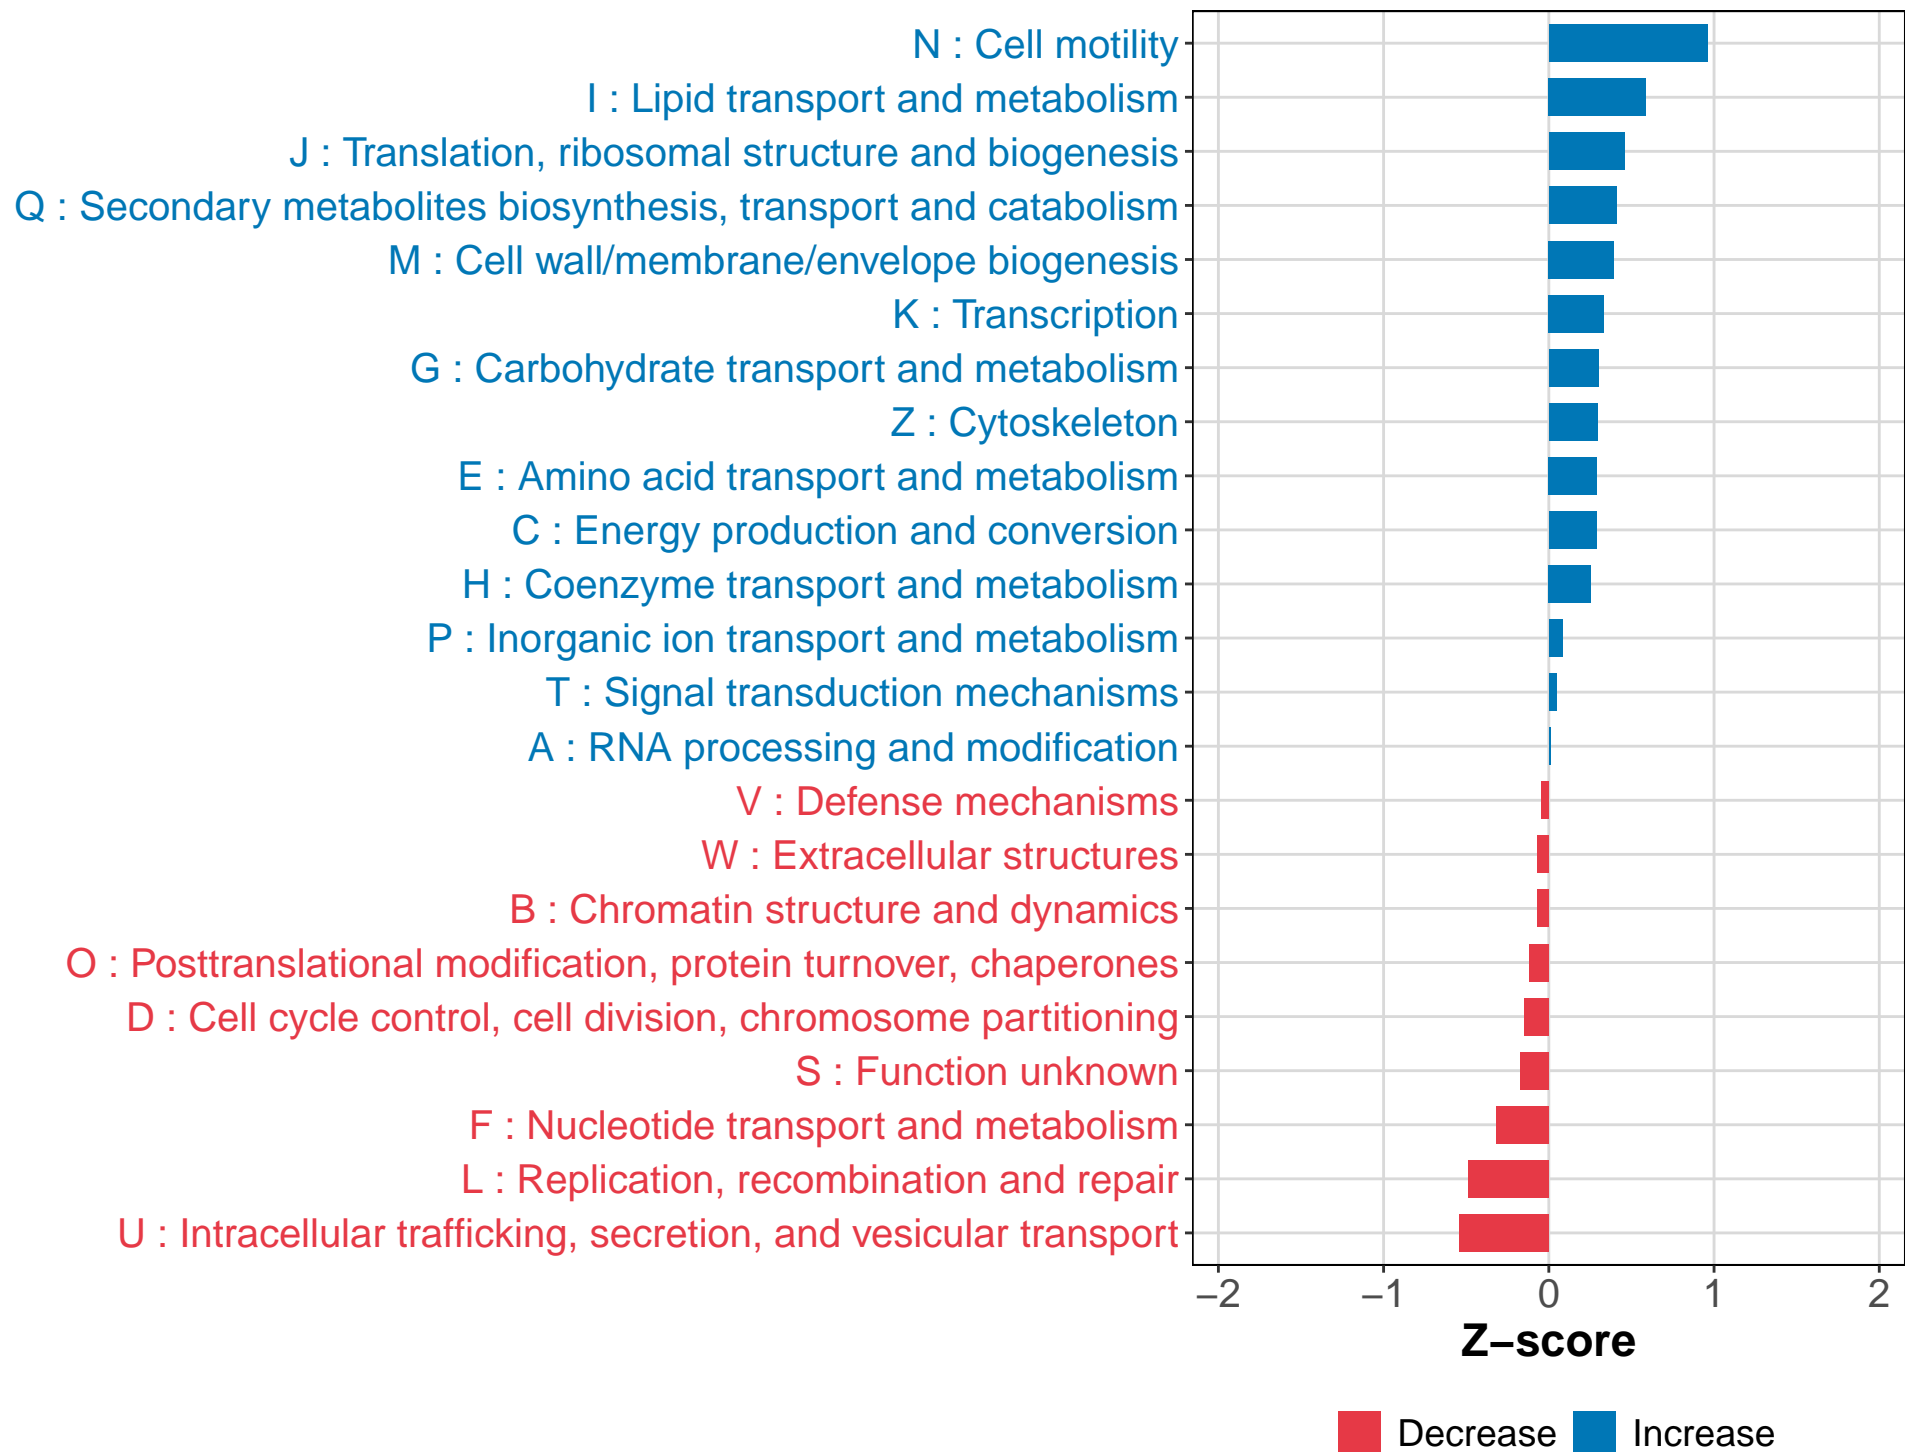 N : Cell motility
I : Lipid transport and metabolism
J : Translation, ribosomal structure and biogenesis
Q : Secondary metabolites biosynthesis, transport and catabolism
M : Cell wall/membrane/envelope biogenesis
K : Transcription
G : Carbohydrate transport and metabolism
Z : Cytoskeleton
E : Amino acid transport and metabolism
C : Energy production and conversion
H : Coenzyme transport and metabolism
P : Inorganic ion transport and metabolism
T : Signal transduction mechanisms
A : RNA processing and modification
V : Defense mechanisms
W : Extracellular structures
B : Chromatin structure and dynamics
O : Posttranslational modification, protein turnover, chaperones
D : Cell cycle control, cell division, chromosome partitioning
S : Function unknown
F : Nucleotide transport and metabolism
L : Replication, recombination and repair
U : Intracellular trafficking, secretion, and vesicular transport
−2 −1 0 1 2
Z−score
Decrease Increase